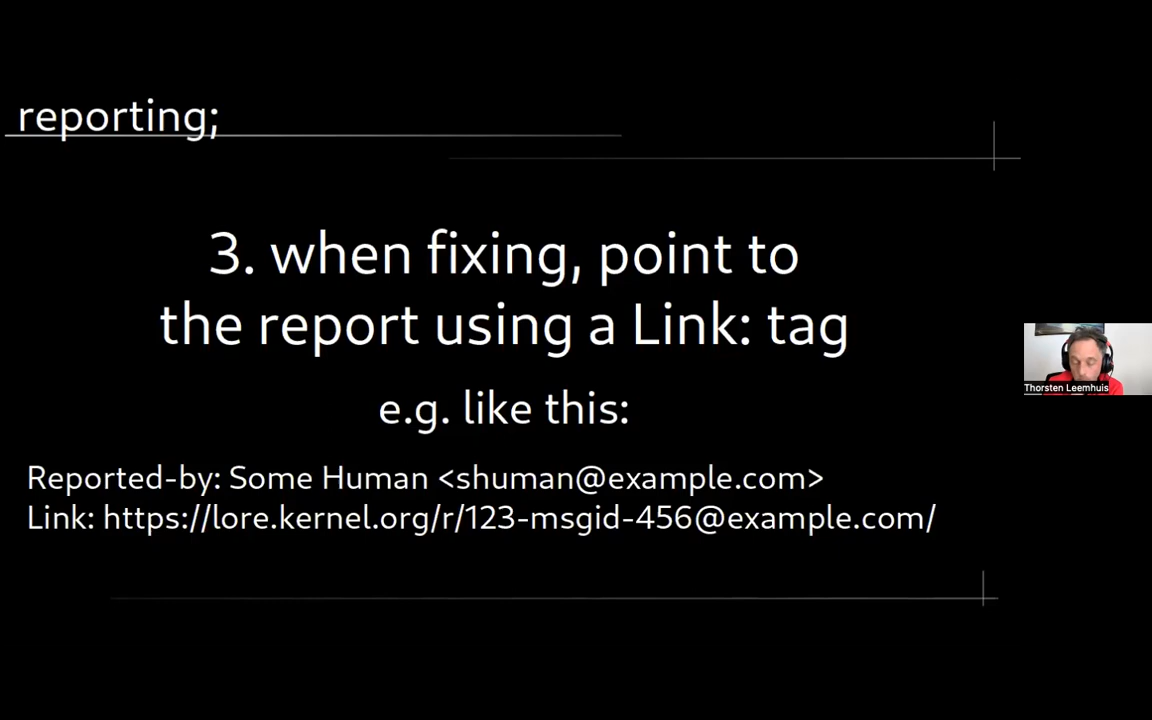 reporting;
3. when fixing, point to
the report using a Link: tag
e.g. like this:
Reported-by: Some Human <shuman@example.com>
Link: https://lore.kernel.org/r/123-msgid-456@example.com/
Thorsten Leemhuis